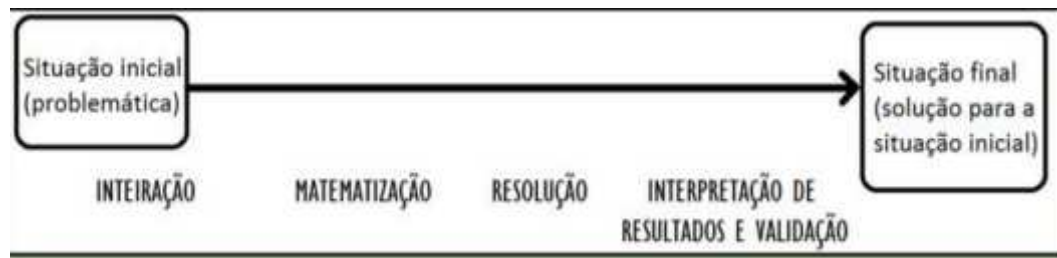 Situação inicial
(problemática)
Situação final
(solução para a
situação inicial)
INTEIRAÇÃO
MATEMATIZAÇÃO
RESOLUÇÃO
INTERPRETAÇÃO DE
RESULTADOS E VALIDAÇÃO